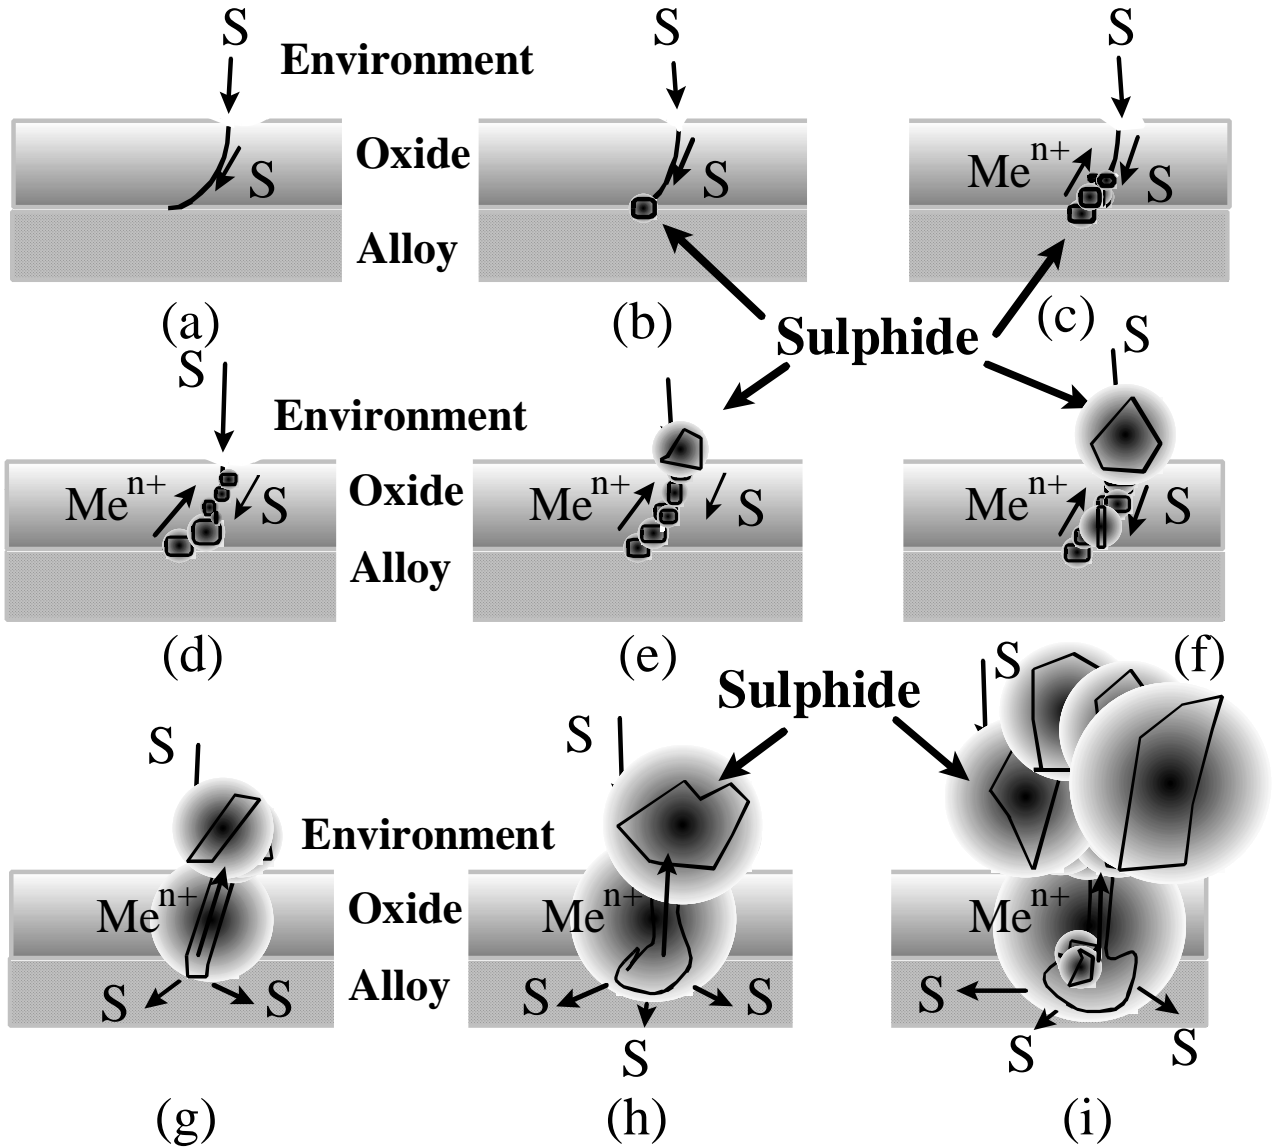 S S S
Environment
Oxide S S Meⁿ⁺ S
Alloy
(a) (b) (c)
Sulphide
S S
Environment
Meⁿ⁺ S Oxide Meⁿ⁺ S Meⁿ⁺ S
Alloy
(d) (e) (f)
Sulphide S
S S
Environment
Meⁿ⁺ Oxide Meⁿ⁺ Meⁿ⁺
Alloy
S S S S S
S S S
(g) (h) (i)